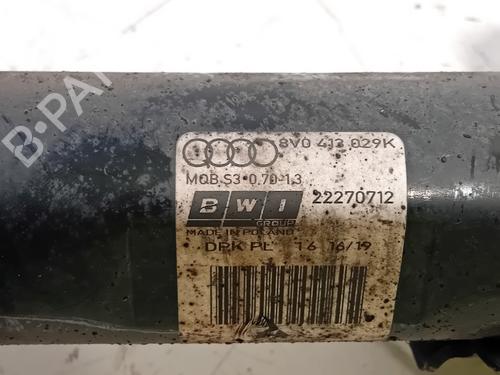 B-PARTS
8V0 413 029K
MQB S3 0.70-1.3
BWI
GROUP
22270712
MADE IN POLAND
DPK PL 16 16/19